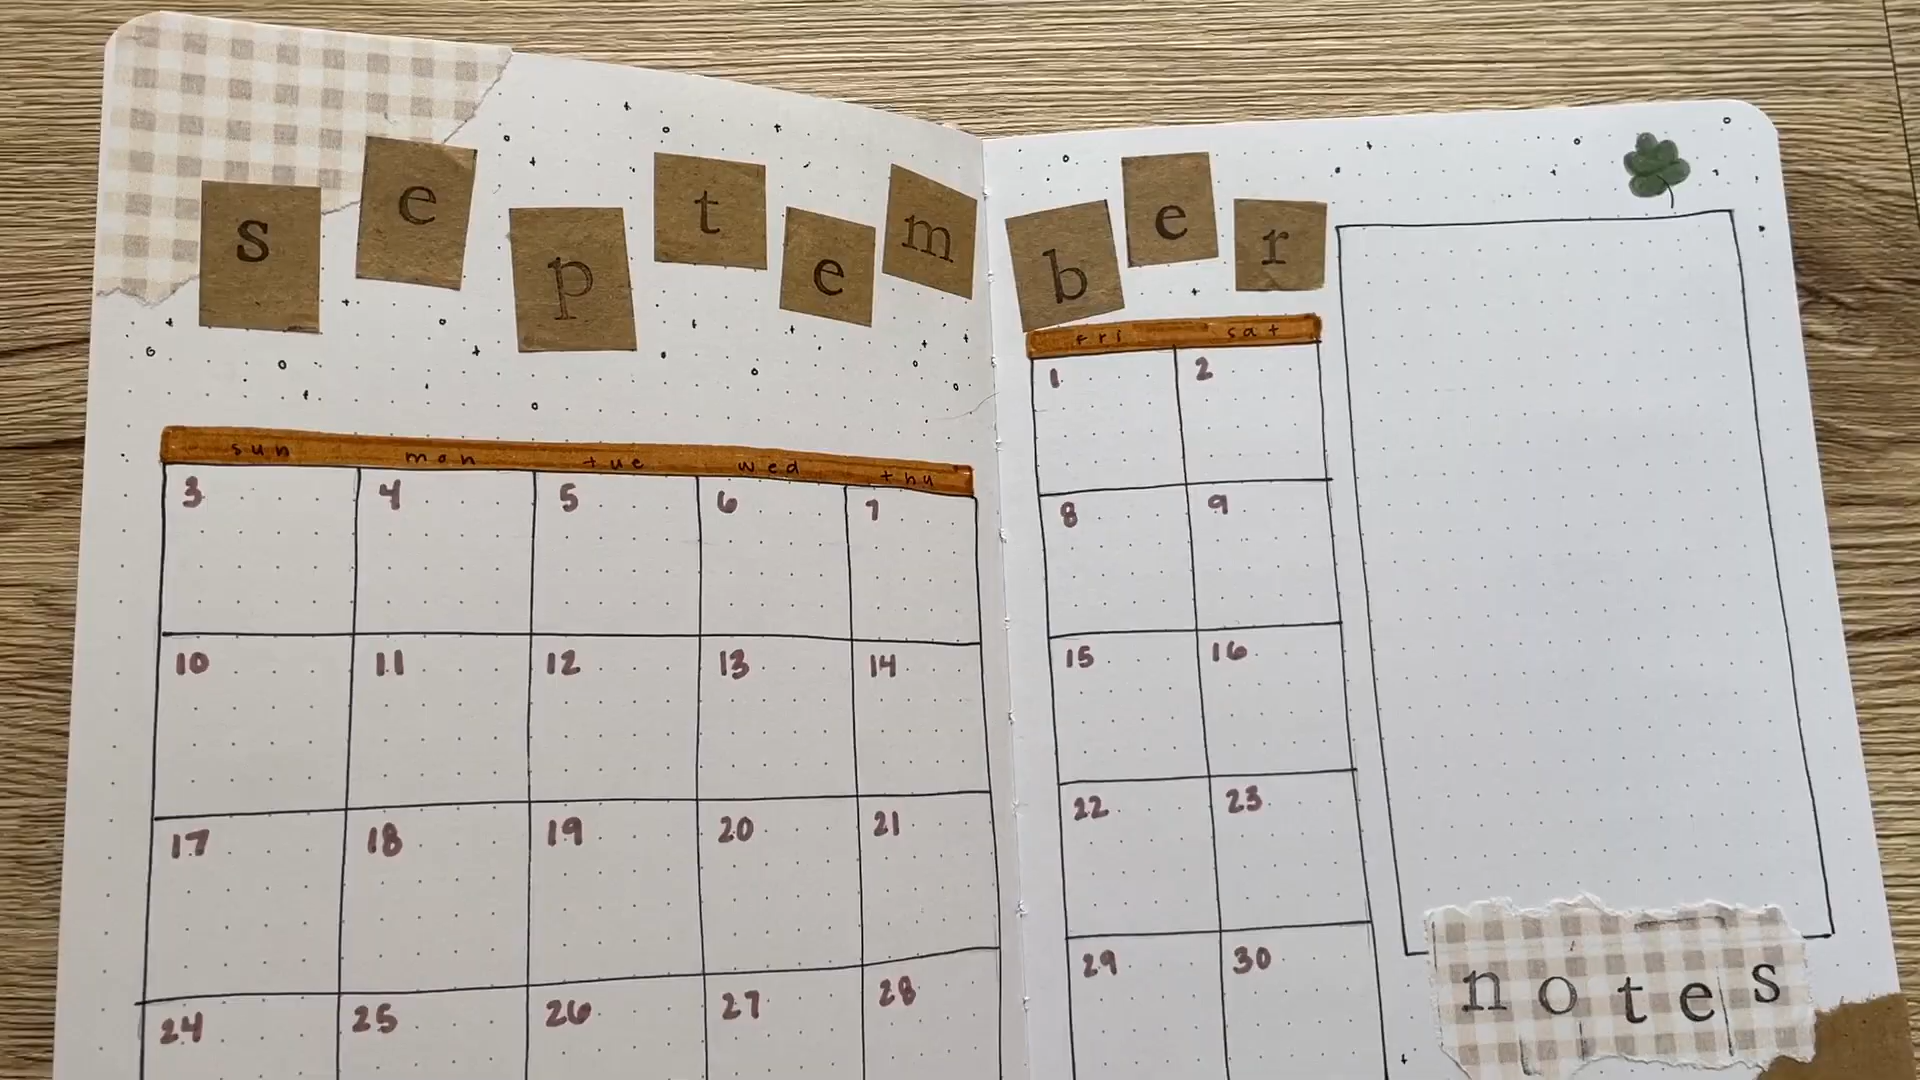 september
fri sat
1 2
sun mon tue wed thu
3 4 5 6 7 8 9
10 11 12 13 14 15 16
17 18 19 20 21 22 23
24 25 26 27 28 29 30
notes